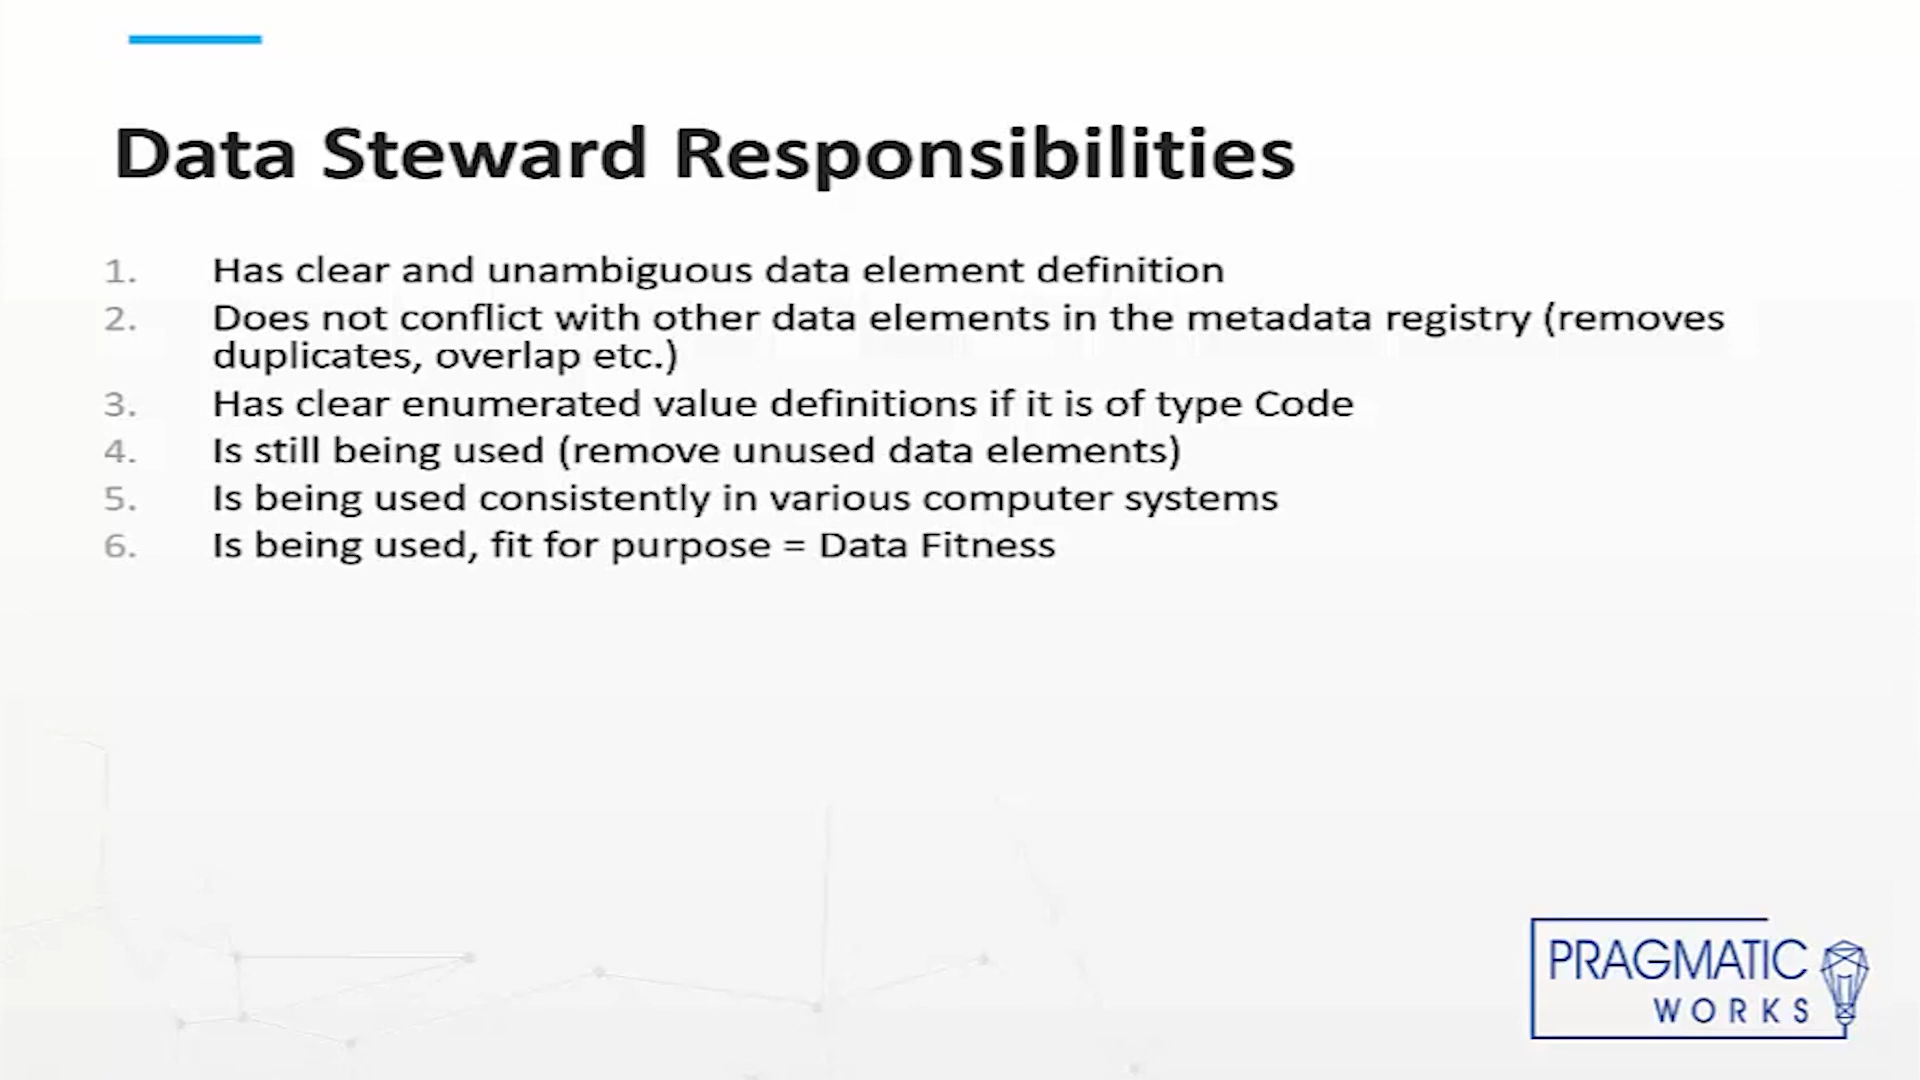 Data Steward Responsibilities
1. Has clear and unambiguous data element definition
2. Does not conflict with other data elements in the metadata registry (removes
duplicates, overlap etc.)
3. Has clear enumerated value definitions if it is of type Code
4. Is still being used (remove unused data elements)
5. Is being used consistently in various computer systems
6. Is being used, fit for purpose = Data Fitness
PRAGMATIC
WORKS